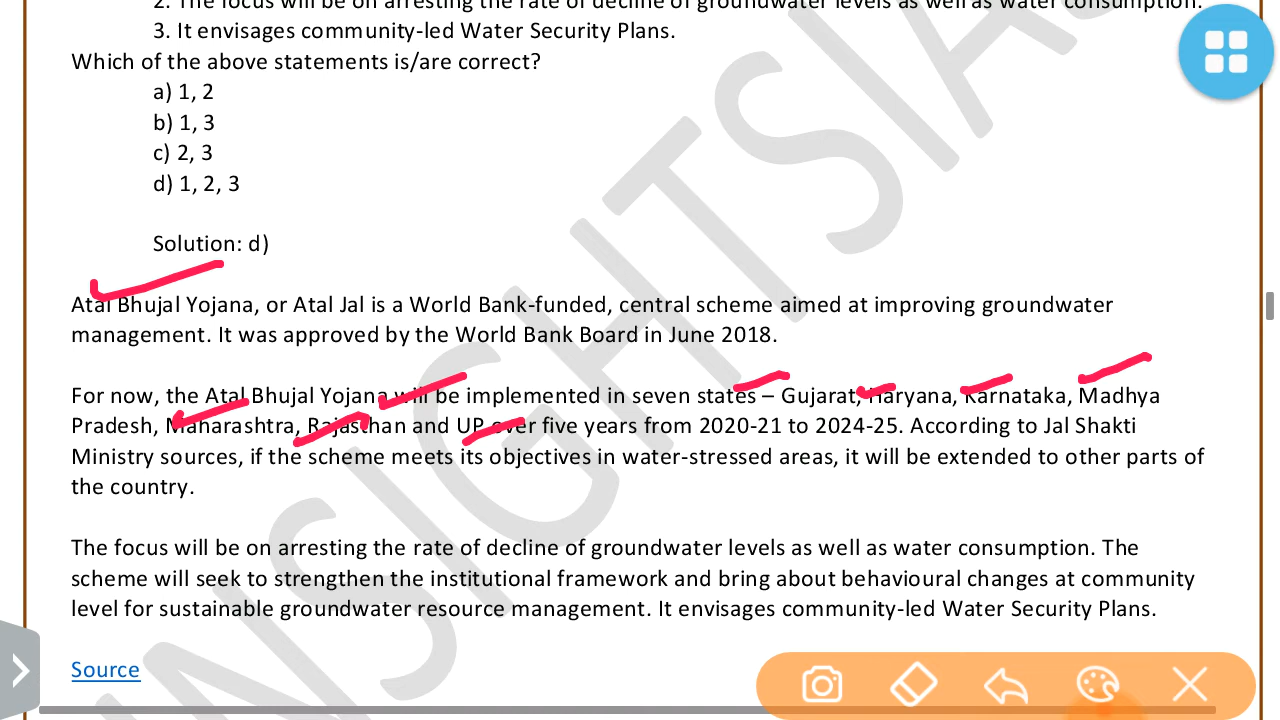 2. The focus will be on arresting the rate of decline of groundwater levels as well as water consumption.
3. It envisages community-led Water Security Plans.
Which of the above statements is/are correct?
a) 1, 2
b) 1, 3
c) 2, 3
d) 1, 2, 3
Solution: d)
Atal Bhujal Yojana, or Atal Jal is a World Bank-funded, central scheme aimed at improving groundwater
management. It was approved by the World Bank Board in June 2018.
For now, the Atal Bhujal Yojana will be implemented in seven states – Gujarat, Haryana, Karnataka, Madhya
Pradesh, Maharashtra, Rajasthan and UP over five years from 2020-21 to 2024-25. According to Jal Shakti
Ministry sources, if the scheme meets its objectives in water-stressed areas, it will be extended to other parts of
the country.
The focus will be on arresting the rate of decline of groundwater levels as well as water consumption. The
scheme will seek to strengthen the institutional framework and bring about behavioural changes at community
level for sustainable groundwater resource management. It envisages community-led Water Security Plans.
Source
INSIGHTSIAS